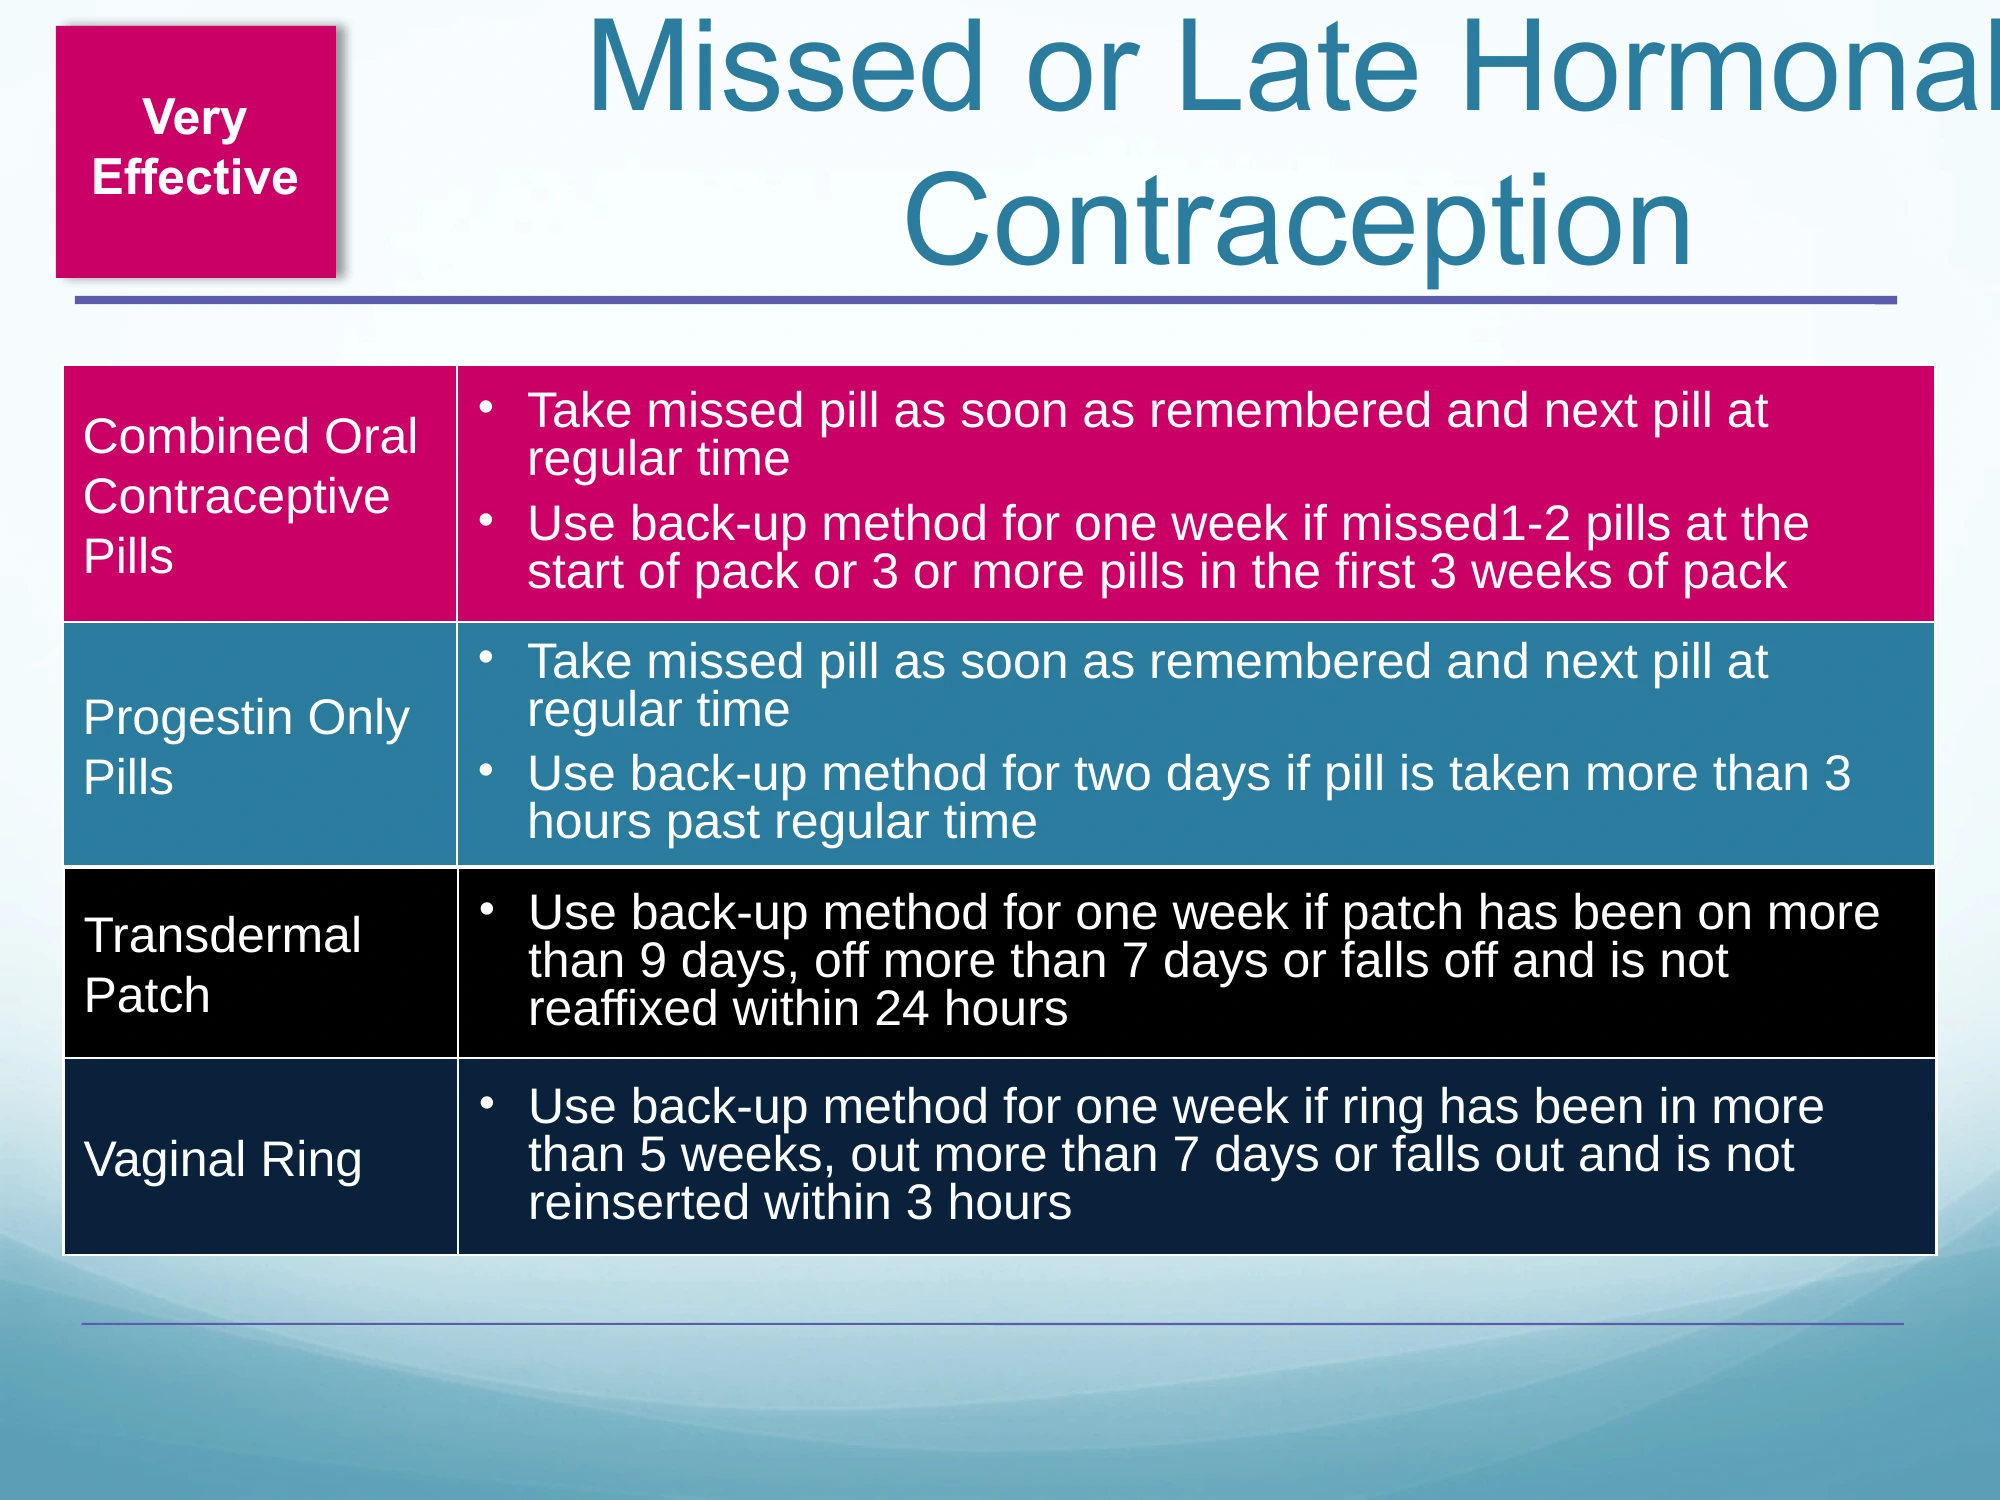 Very
Effective
Missed or Late Hormonal
Contraception
Combined Oral
Contraceptive
Pills
• Take missed pill as soon as remembered and next pill at
regular time
• Use back-up method for one week if missed1-2 pills at the
start of pack or 3 or more pills in the first 3 weeks of pack
Progestin Only
Pills
• Take missed pill as soon as remembered and next pill at
regular time
• Use back-up method for two days if pill is taken more than 3
hours past regular time
Transdermal
Patch
• Use back-up method for one week if patch has been on more
than 9 days, off more than 7 days or falls off and is not
reaffixed within 24 hours
Vaginal Ring
• Use back-up method for one week if ring has been in more
than 5 weeks, out more than 7 days or falls out and is not
reinserted within 3 hours